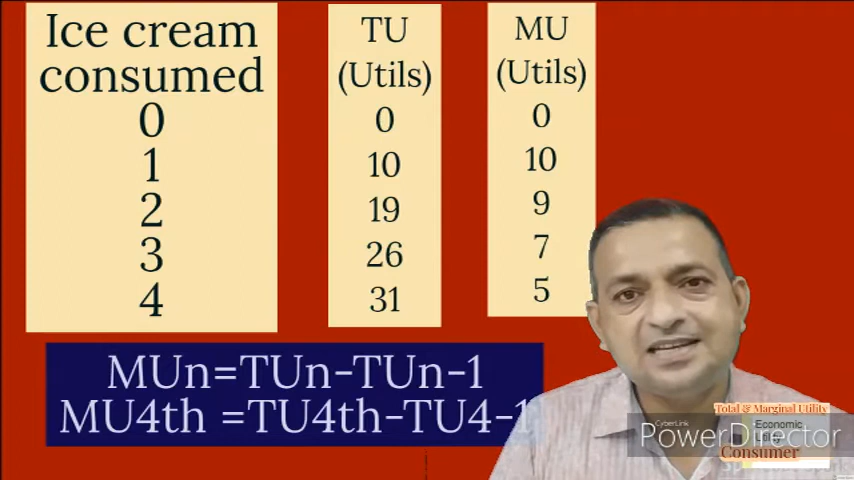 Ice cream
consumed
0
1
2
3
4
TU
(Utils)
0
10
19
26
31
MU
(Utils)
0
10
9
7
5
MUn=TUn-TUn-1
MU4th =TU4th-TU4-1
Total & Marginal Utility
Economic
CyberLink
PowerDirector
Consumer